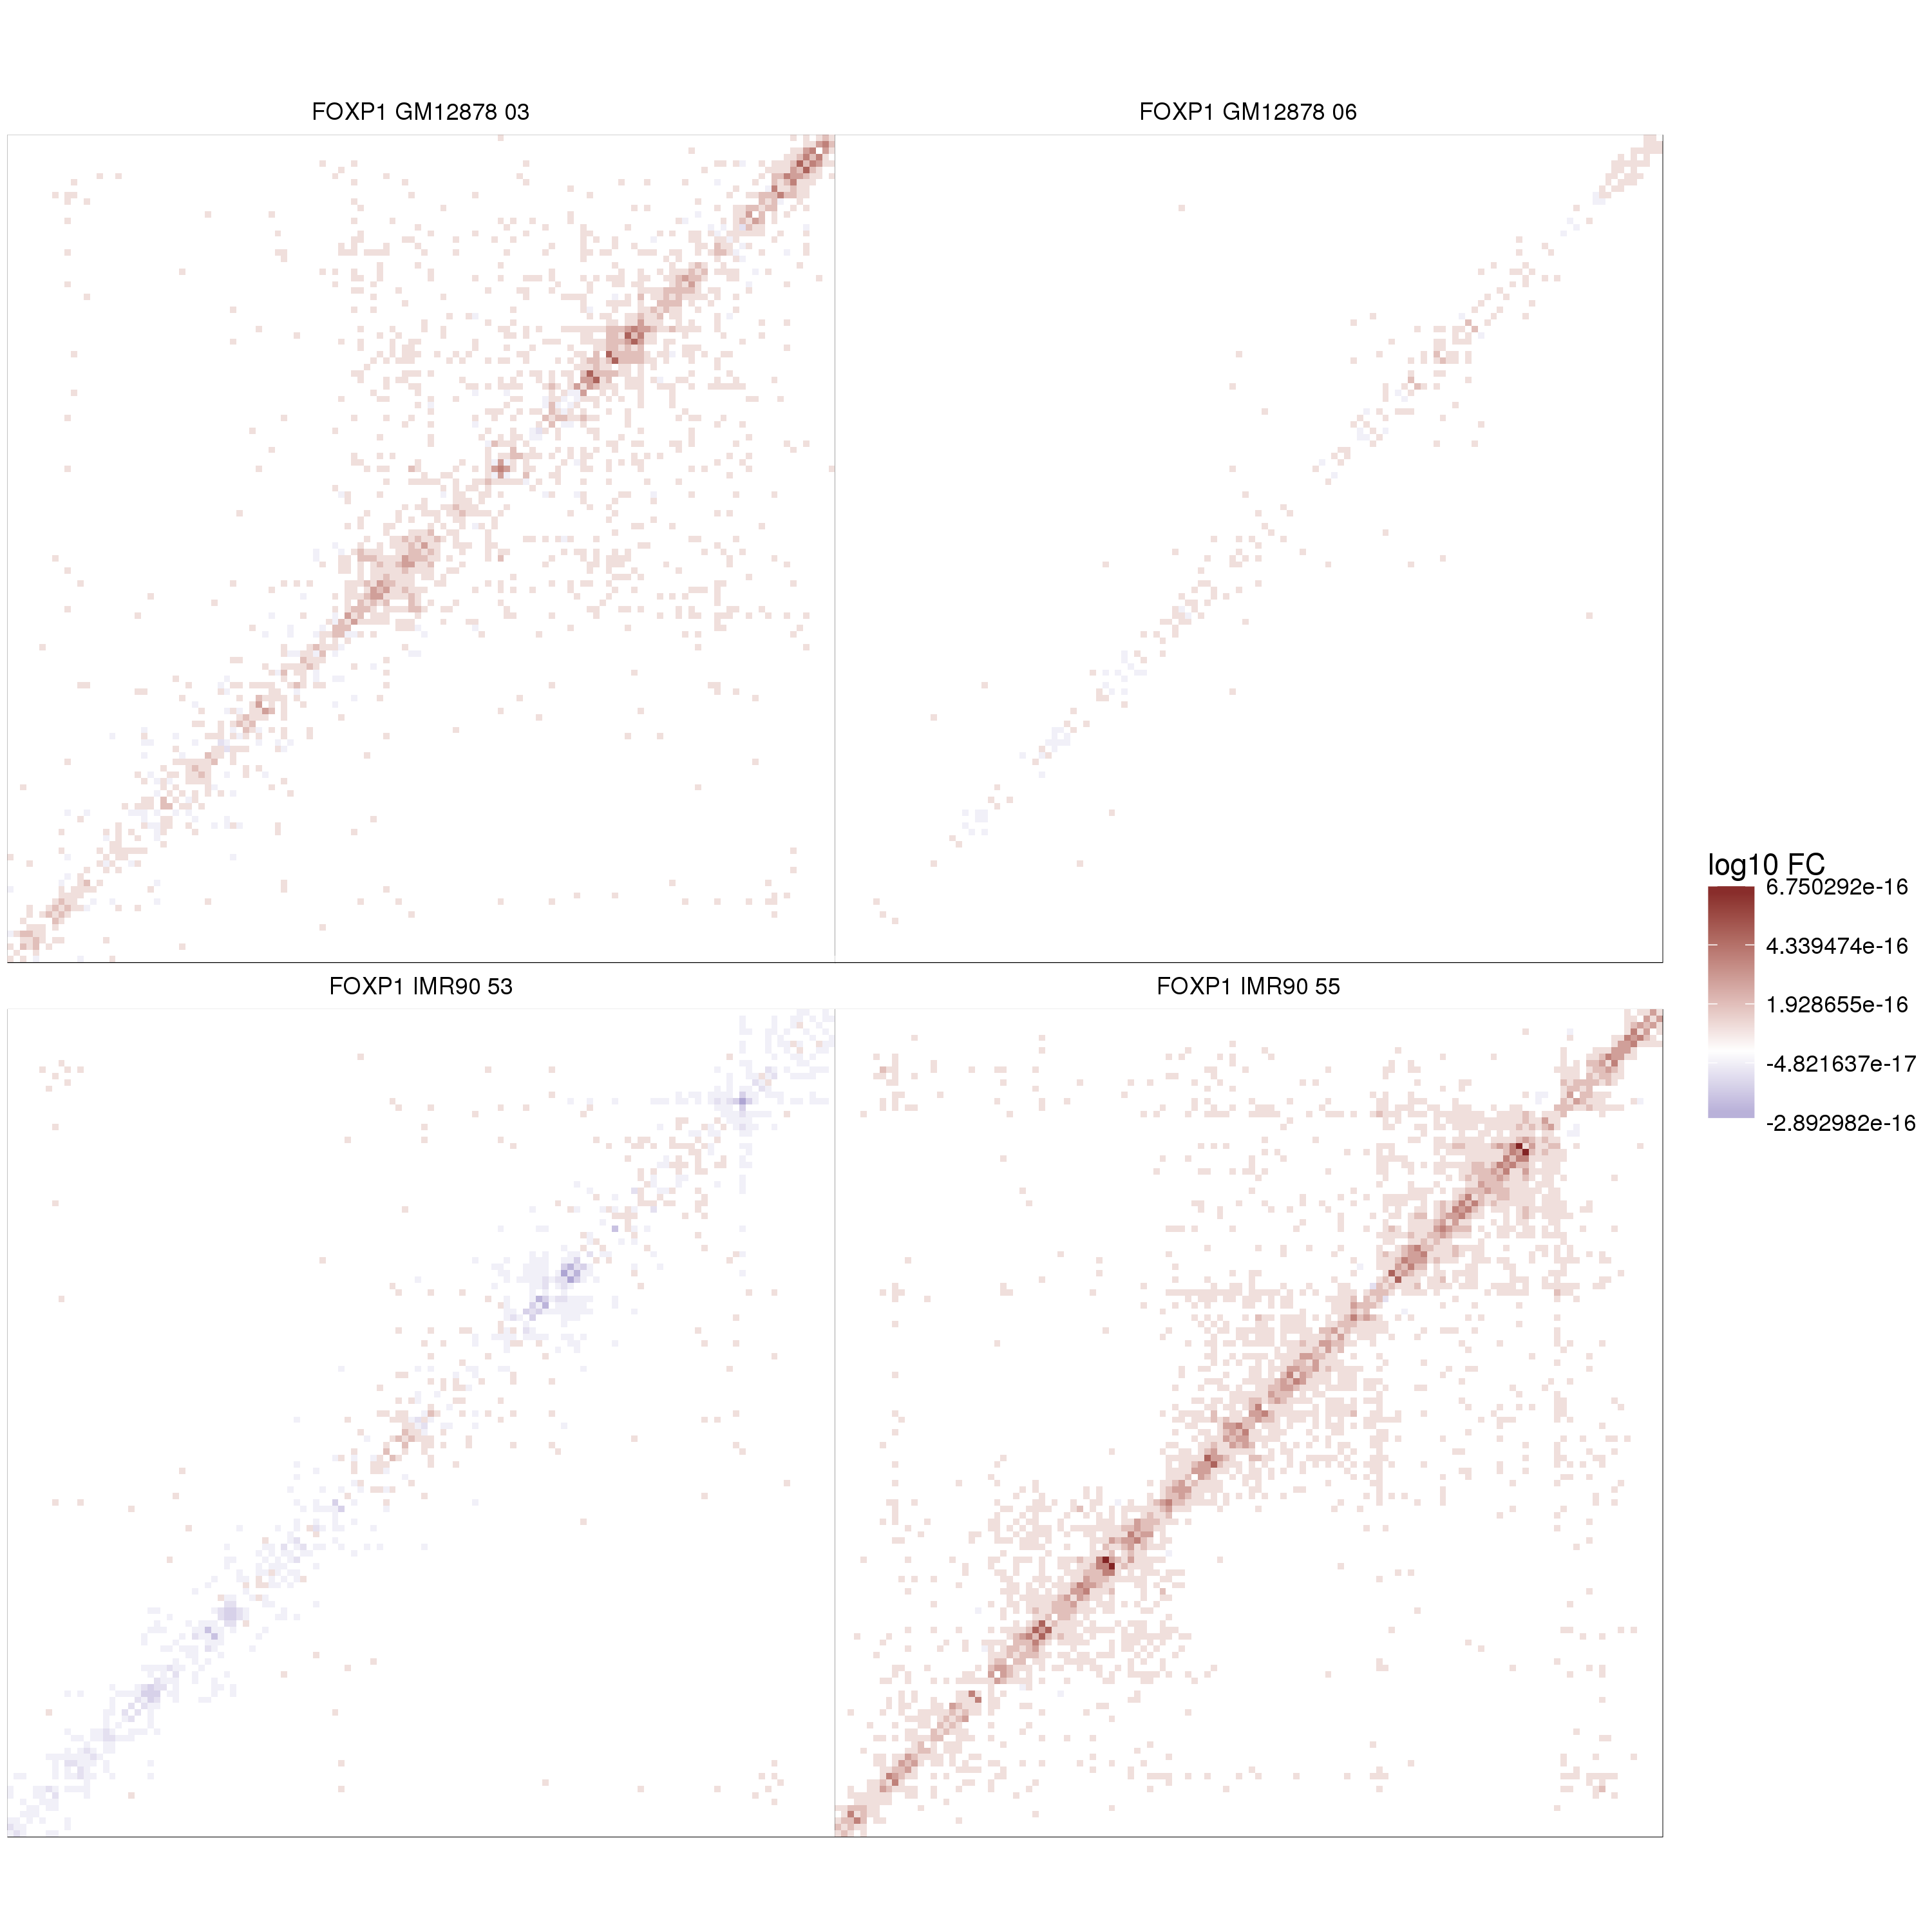 FOXP1 GM12878 03
FOXP1 GM12878 06
FOXP1 IMR90 53
FOXP1 IMR90 55
log10 FC
6.750292e-16
4.339474e-16
1.928655e-16
-4.821637e-17
-2.892982e-16